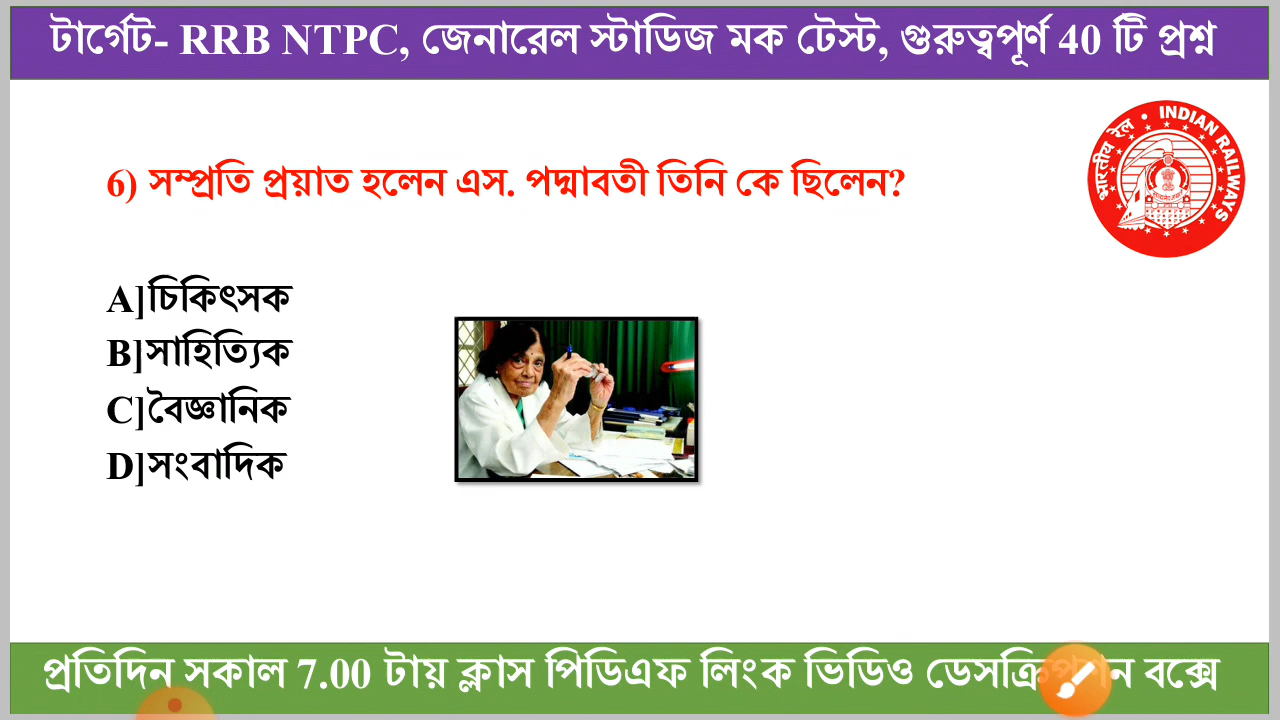 টার্গেট- RRB NTPC, জেনারেল স্টাডিজ মক টেস্ট, গুরুত্বপূর্ণ 40 টি প্রশ্ন
भारतीय रेल • INDIAN RAILWAYS
6) সম্প্রতি প্রয়াত হলেন এস. পদ্মাবতী তিনি কে ছিলেন?
A]চিকিৎসক
B]সাহিত্যিক
C]বৈজ্ঞানিক
D]সংবাদিক
প্রতিদিন সকাল 7.00 টায় ক্লাস পিডিএফ লিংক ভিডিও বক্সে